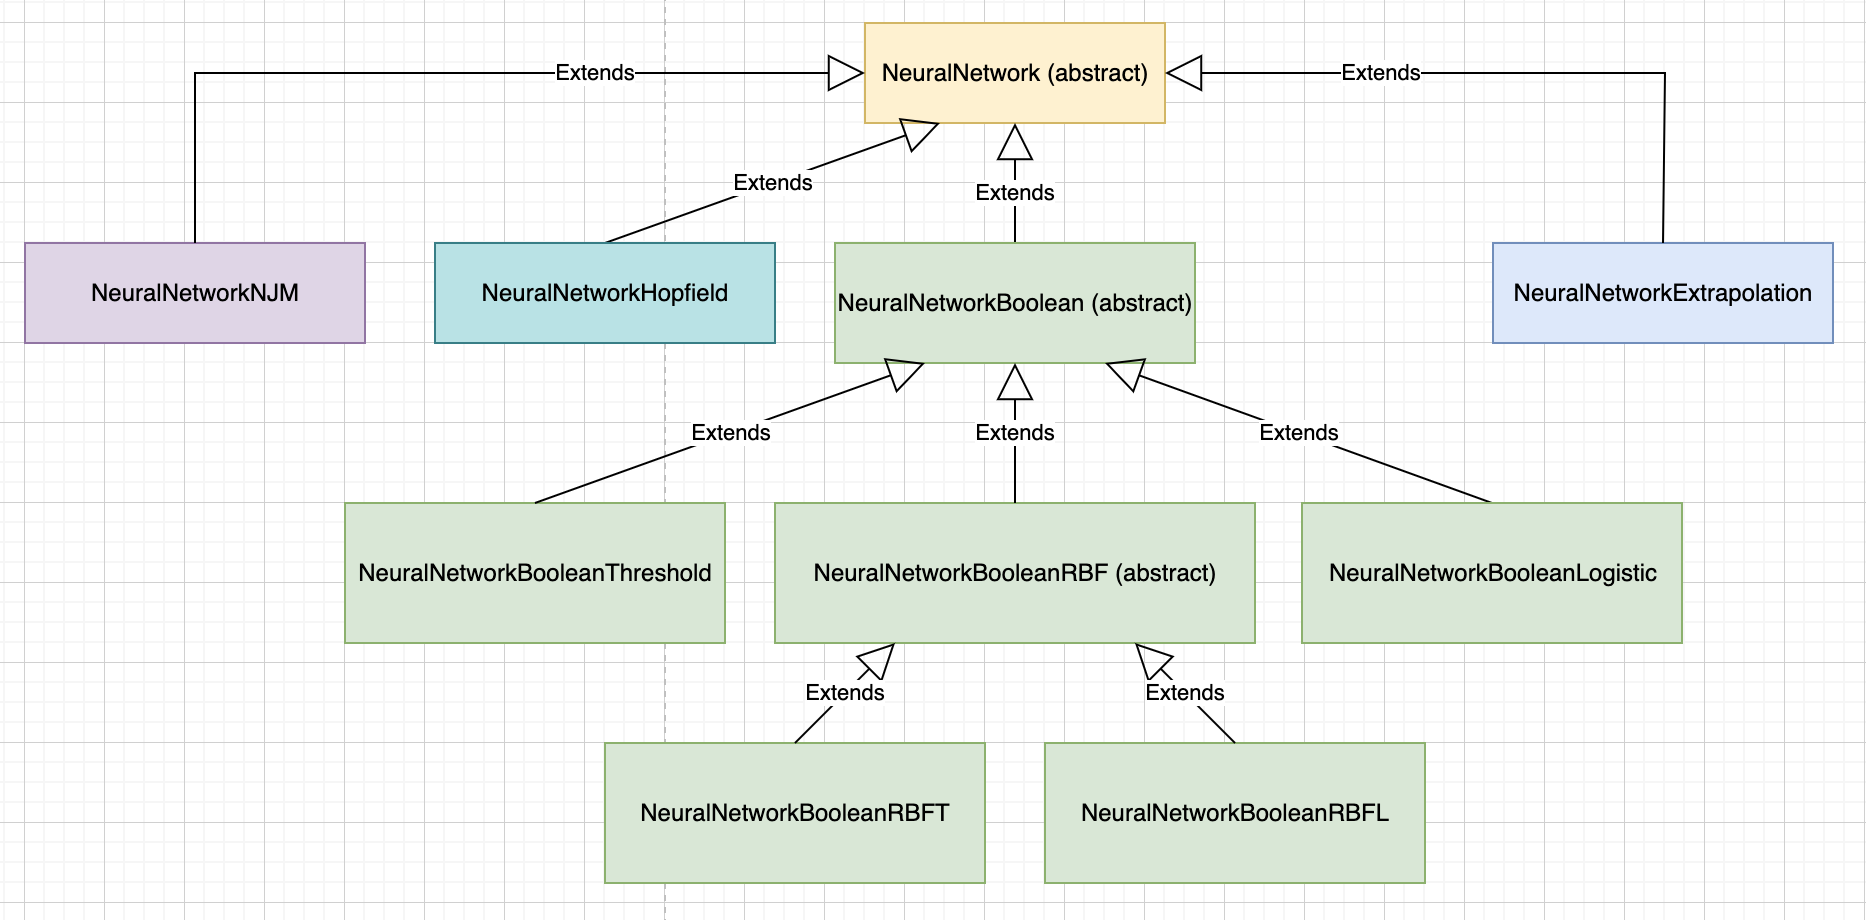 NeuralNetwork (abstract)
Extends
Extends
Extends
Extends
NeuralNetworkNJM
NeuralNetworkHopfield
NeuralNetworkBoolean (abstract)
NeuralNetworkExtrapolation
Extends
Extends
Extends
NeuralNetworkBooleanThreshold
NeuralNetworkBooleanRBF (abstract)
NeuralNetworkBooleanLogistic
Extends
Extends
NeuralNetworkBooleanRBFT
NeuralNetworkBooleanRBFL